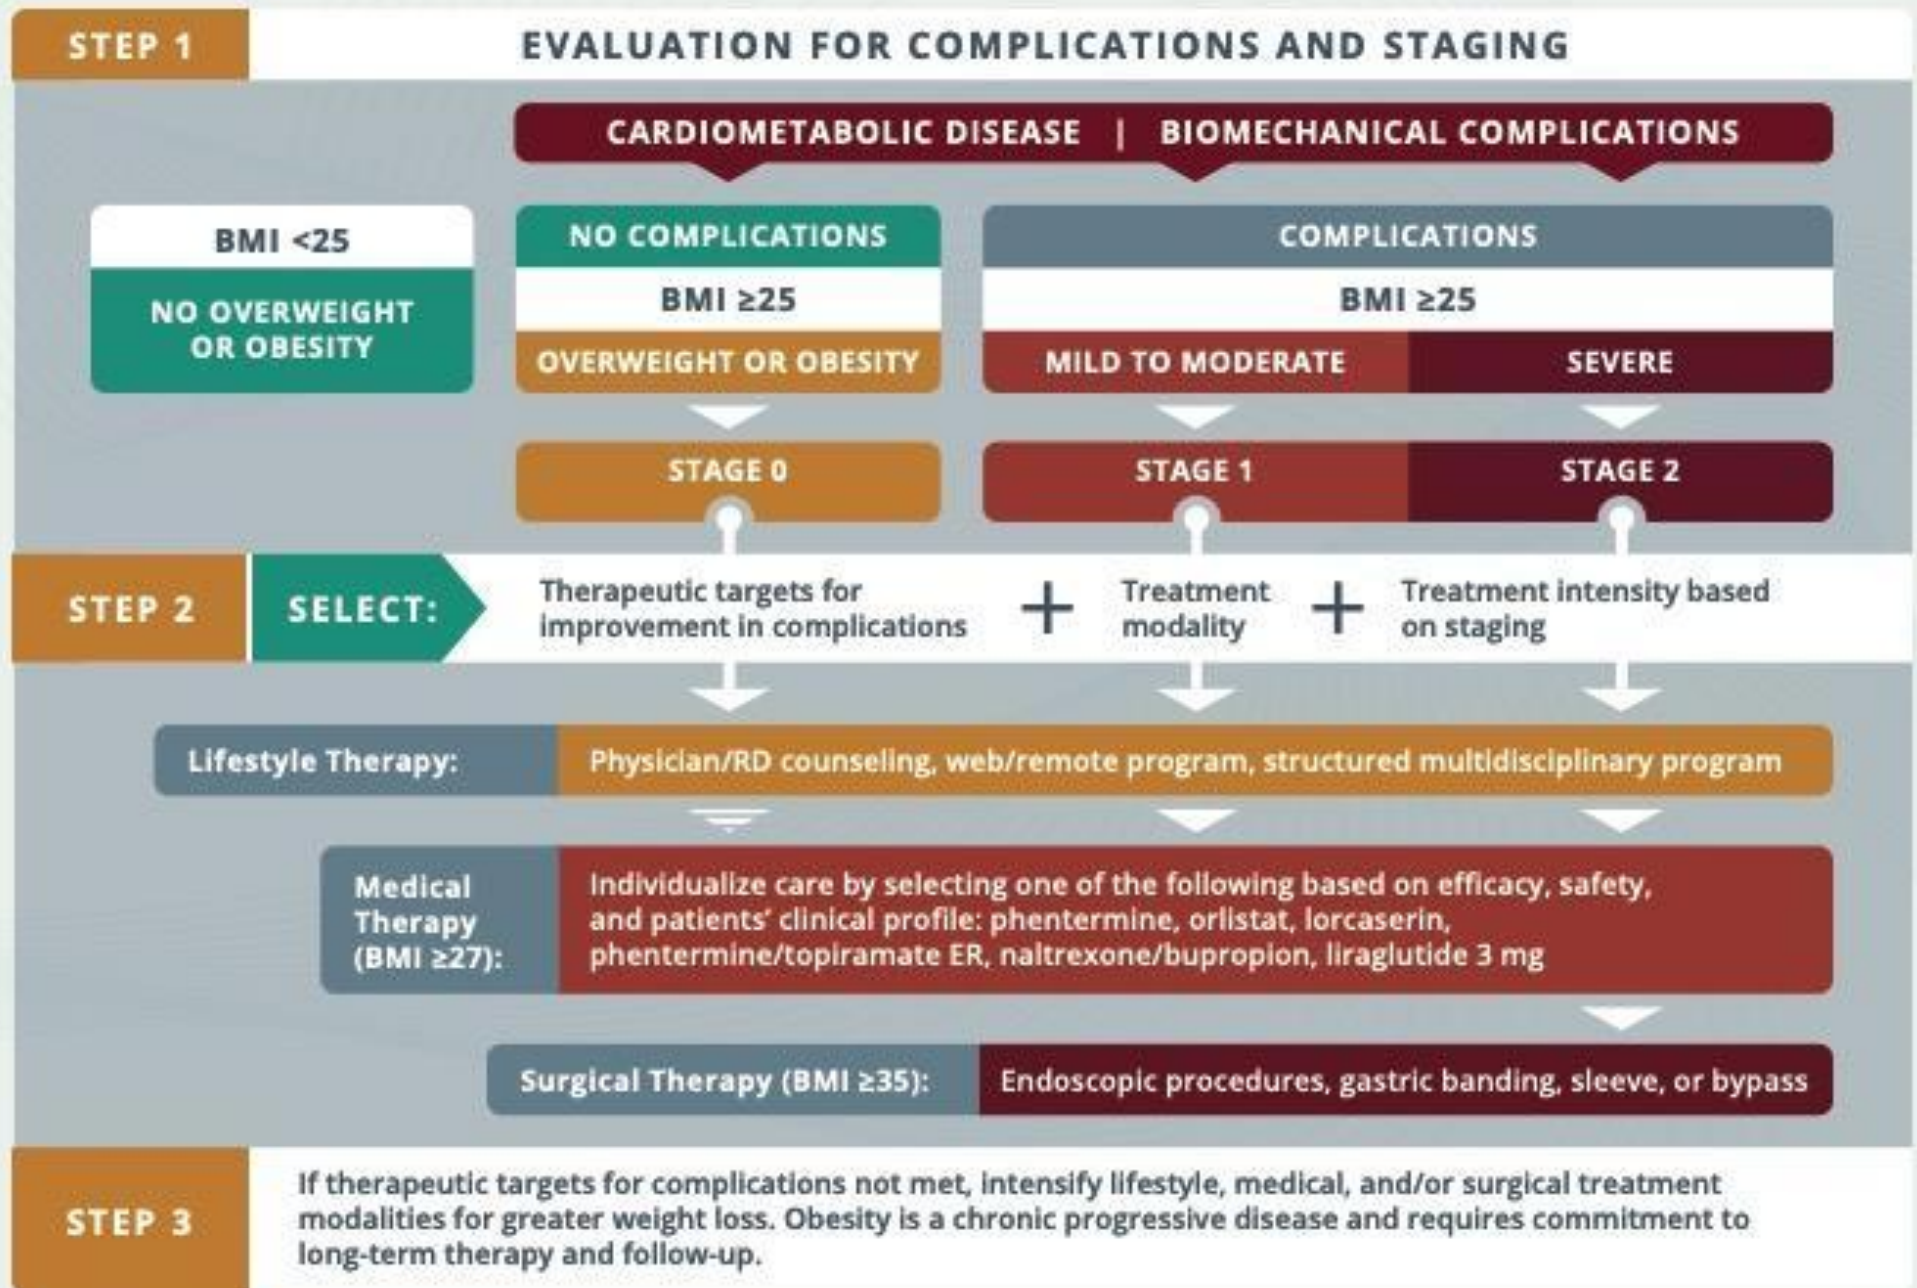 STEP 1
EVALUATION FOR COMPLICATIONS AND STAGING
CARDIOMETABOLIC DISEASE | BIOMECHANICAL COMPLICATIONS
BMI <25
NO OVERWEIGHT
OR OBESITY
NO COMPLICATIONS
BMI ≥25
OVERWEIGHT OR OBESITY
COMPLICATIONS
BMI ≥25
MILD TO MODERATE
SEVERE
STAGE 0
STAGE 1
STAGE 2
STEP 2
SELECT:
Therapeutic targets for
improvement in complications
+
Treatment
modality
+
Treatment intensity based
on staging
Lifestyle Therapy:
Physician/RD counseling, web/remote program, structured multidisciplinary program
Medical
Therapy
(BMI ≥27):
Individualize care by selecting one of the following based on efficacy, safety,
and patients' clinical profile: phentermine, orlistat, lorcaserin,
phentermine/topiramate ER, naltrexone/bupropion, liraglutide 3 mg
Surgical Therapy (BMI ≥35):
Endoscopic procedures, gastric banding, sleeve, or bypass
STEP 3
If therapeutic targets for complications not met, intensify lifestyle, medical, and/or surgical treatment
modalities for greater weight loss. Obesity is a chronic progressive disease and requires commitment to
long-term therapy and follow-up.